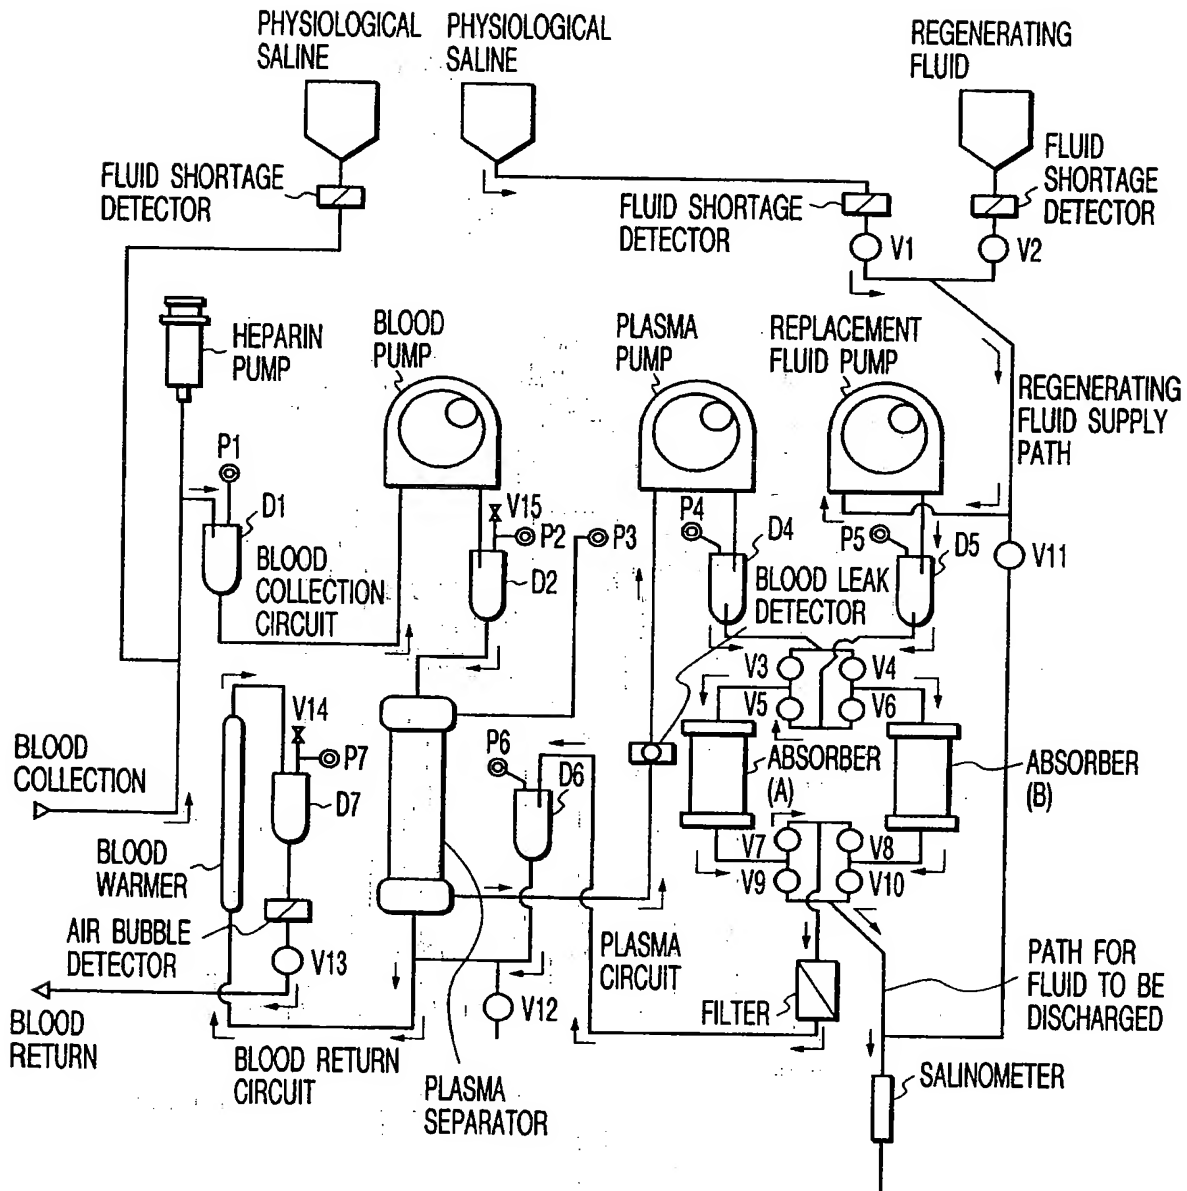 PHYSIOLOGICAL
SALINE
PHYSIOLOGICAL
SALINE
REGENERATING
FLUID
FLUID SHORTAGE
DETECTOR
FLUID SHORTAGE
DETECTOR
FLUID
SHORTAGE
DETECTOR
V1
V2
HEPARIN
PUMP
BLOOD
PUMP
PLASMA
PUMP
REPLACEMENT
FLUID PUMP
REGENERATING
FLUID SUPPLY
PATH
P1
D1
V15
P2
P3
D2
P4
D4
P5
D5
V11
BLOOD
COLLECTION
CIRCUIT
BLOOD LEAK
DETECTOR
V3
V4
V5
V6
V14
P7
D7
P6
D6
BLOOD
COLLECTION
ABSORBER
(A)
ABSORBER
(B)
V7
V8
V9
V10
BLOOD
WARMER
AIR BUBBLE
DETECTOR
V13
V12
PLASMA
CIRCUIT
FILTER
PATH FOR
FLUID TO BE
DISCHARGED
BLOOD
RETURN
BLOOD RETURN
CIRCUIT
PLASMA
SEPARATOR
SALINOMETER